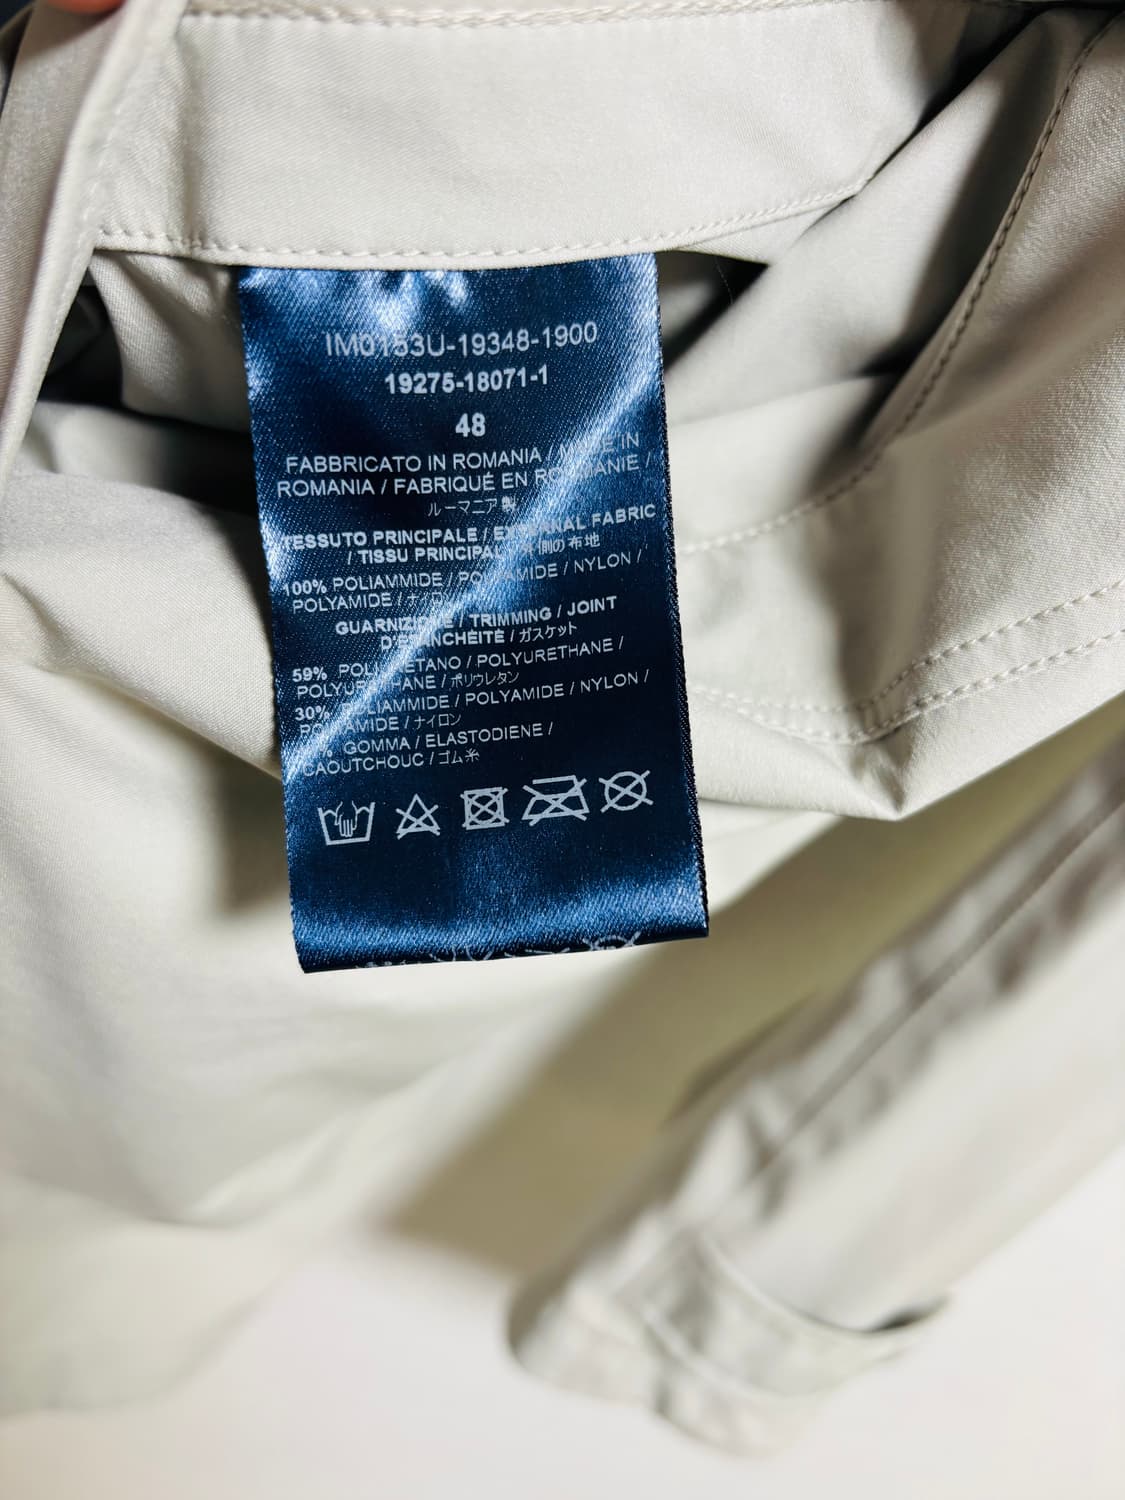 IM0153U-19348-1900
19275-18071-1
48
FABBRICATO IN ROMANIA / MADE IN
ROMANIA / FABRIQUÉ EN ROUMANIE /
ルーマニア製
TESSUTO PRINCIPALE / EXTERNAL FABRIC
/ TISSU PRINCIPAL / 外側の布地
100% POLIAMMIDE / POLYAMIDE / NYLON /
POLYAMIDE / ナイロン
GUARNIZIONE / TRIMMING / JOINT
D'ÉTANCHÉITÉ / ガスケット
59% POLIURETANO / POLYURETHANE /
POLYURÉTHANE / ポリウレタン
30% POLIAMMIDE / POLYAMIDE / NYLON /
POLYAMIDE / ナイロン
GOMMA / ELASTODIENE /
CAOUTCHOUC / ゴム糸